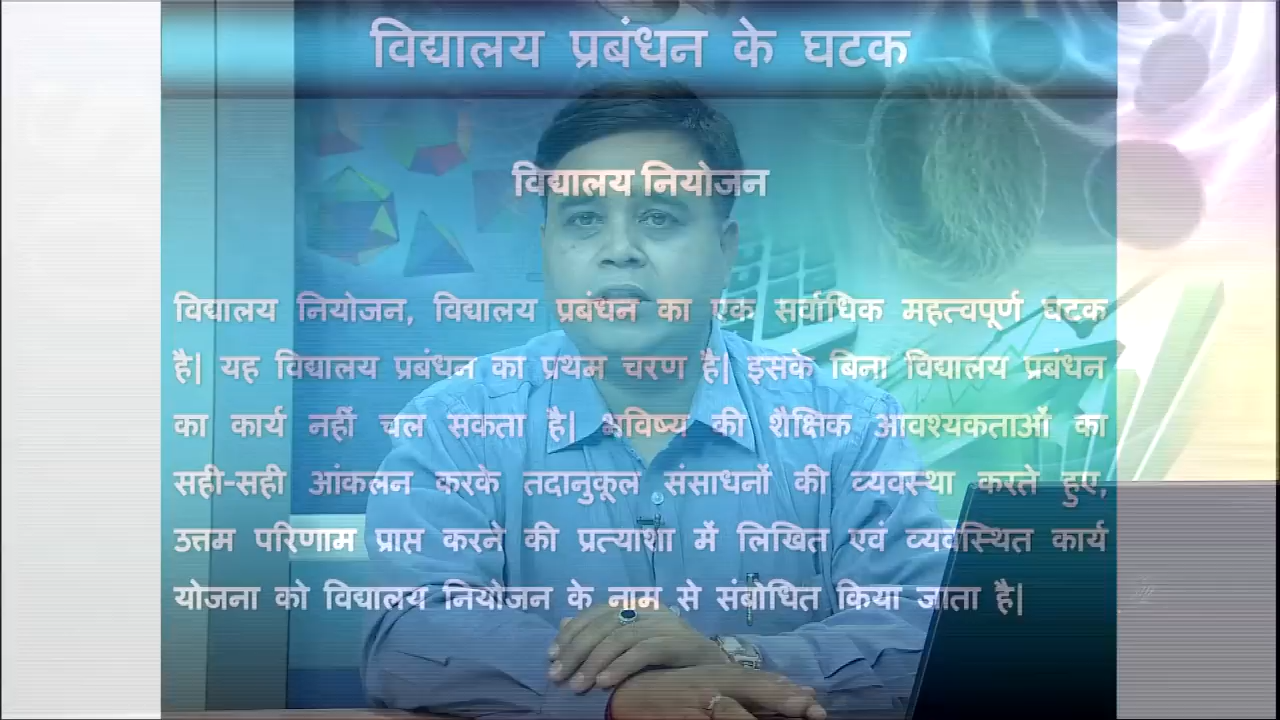 विद्यालय प्रबंधन के घटक
विद्यालय नियोजन
विद्यालय नियोजन, विद्यालय प्रबंधन का एक सर्वाधिक महत्वपूर्ण घटक
है| यह विद्यालय प्रबंधन का प्रथम चरण है| इसके बिना विद्यालय प्रबंधन
का कार्य नहीं चल सकता है| भविष्य की शैक्षिक आवश्यकताओं का
सही-सही आंकलन करके तदानुकूल संसाधनों की व्यवस्था करते हुए,
उत्तम परिणाम प्राप्त करने की प्रत्याशा में लिखित एवं व्यवस्थित कार्य
योजना को विद्यालय नियोजन के नाम से संबोधित किया जाता है|